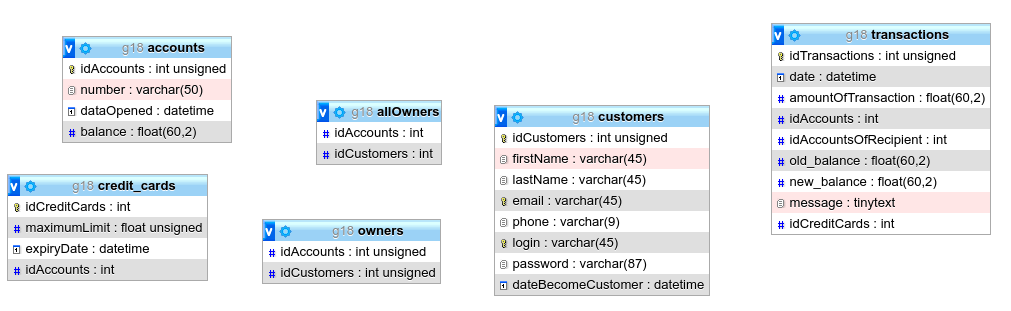 g18 accounts
idAccounts : int unsigned
number : varchar(50)
dataOpened : datetime
balance : float(60,2)
g18 credit_cards
idCreditCards : int
maximumLimit : float unsigned
expiryDate : datetime
idAccounts : int
g18 allOwners
idAccounts : int
idCustomers : int
g18 owners
idAccounts : int unsigned
idCustomers : int unsigned
g18 customers
idCustomers : int unsigned
firstName : varchar(45)
lastName : varchar(45)
email : varchar(45)
phone : varchar(9)
login : varchar(45)
password : varchar(87)
dateBecomeCustomer : datetime
g18 transactions
idTransactions : int unsigned
date : datetime
amountOfTransaction : float(60,2)
idAccounts : int
idAccountsOfRecipient : int
old_balance : float(60,2)
new_balance : float(60,2)
message : tinytext
idCreditCards : int